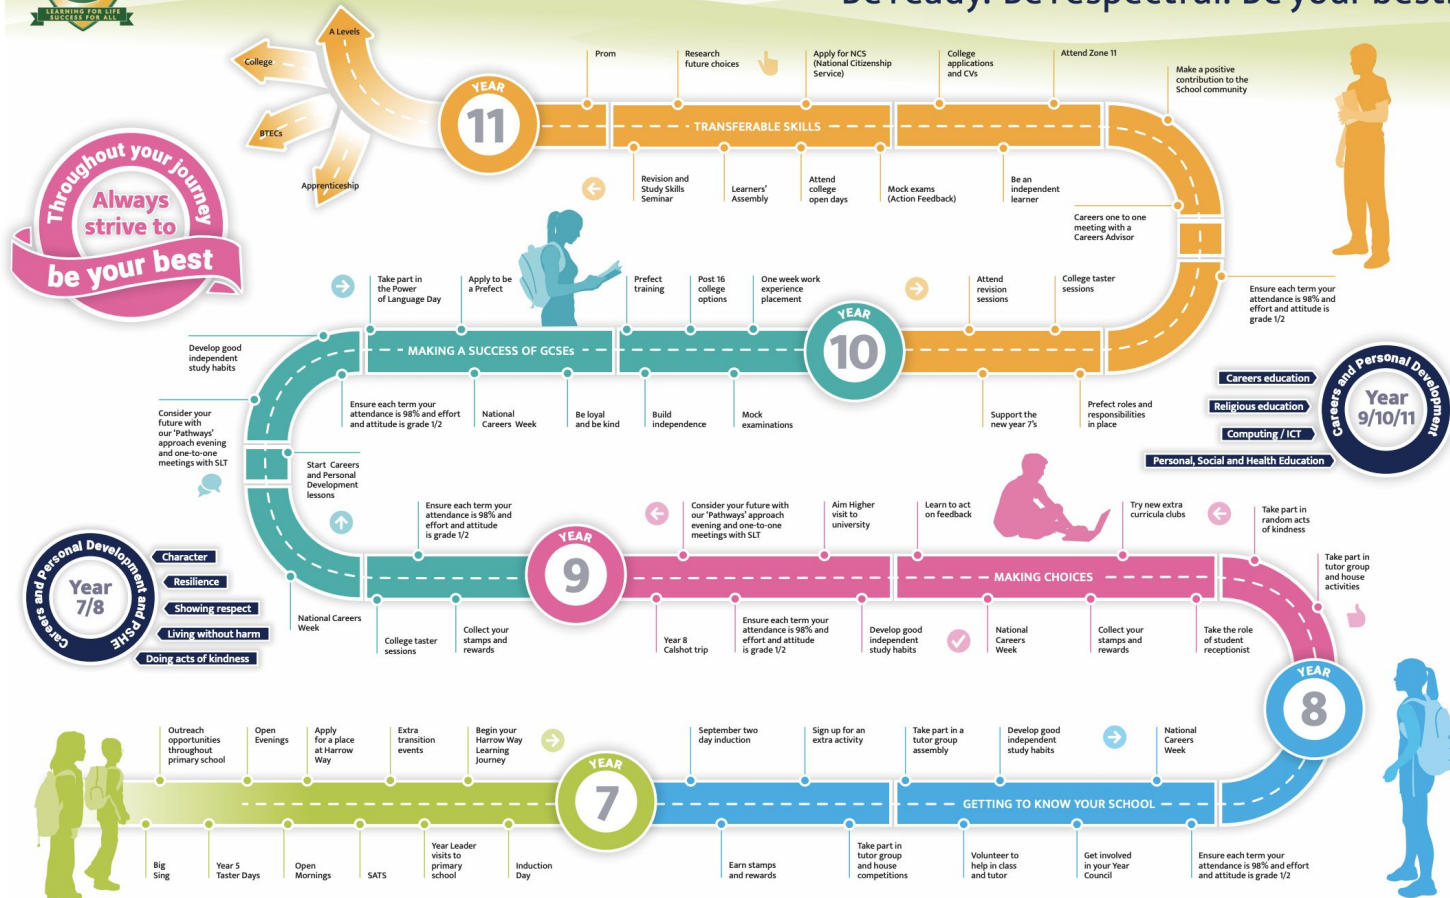 LEARNING FOR LIFE
SUCCESS FOR ALL
A Levels
College
BTECs
Apprenticeship
YEAR
11
Prom
Research
future choices
Apply for NCS
(National Citizenship
Service)
College
applications
and CVs
Attend Zone 11
Make a positive
contribution to the
School community
TRANSFERABLE SKILLS
Revision and
Study Skills
Seminar
Learners'
Assembly
Attend
college
open days
Mock exams
(Action Feedback)
Be an
independent
learner
Careers one to one
meeting with a
Careers Advisor
Ensure each term your
attendance is 98% and
effort and attitude is
grade 1/2
Throughout your journey
Always
strive to
be your best
Take part in
the Power
of Language Day
Apply to be
a Prefect
Prefect
training
Post 16
college
options
One week work
experience
placement
YEAR
10
Attend
revision
sessions
College taster
sessions
Develop good
independent
study habits
MAKING A SUCCESS OF GCSEs
Consider your
future with
our 'Pathways'
approach evening
and one-to-one
meetings with SLT
Ensure each term your
attendance is 98% and effort
and attitude is grade 1/2
National
Careers Week
Be loyal
and be kind
Build
independence
Mock
examinations
Support the
new year 7's
Prefect roles and
responsibilities
in place
Careers education
Religious education
Computing / ICT
Personal, Social and Health Education
Careers and Personal Development
Year
9/10/11
Start Careers
and Personal
Development
lessons
Ensure each term your
attendance is 98% and
effort and attitude
is grade 1/2
YEAR
9
Consider your future with
our 'Pathways' approach
evening and one-to-one
meetings with SLT
Aim Higher
visit to
university
Learn to act
on feedback
Try new extra
curricula clubs
Take part in
random acts
of kindness
Take part in
tutor group
and house
activities
MAKING CHOICES
Careers and Personal Development and PSHE
Year
7/8
Character
Resilience
Showing respect
Living without harm
Doing acts of kindness
National Careers
Week
College taster
sessions
Collect your
stamps and
rewards
Year 8
Calshot trip
Ensure each term your
attendance is 98% and
effort and attitude
is grade 1/2
Develop good
independent
study habits
National
Careers
Week
Collect your
stamps and
rewards
Take the role
of student
receptionist
YEAR
8
Outreach
opportunities
throughout
primary school
Open
Evenings
Apply
for a place
at Harrow
Way
Extra
transition
events
Begin your
Harrow Way
Learning
Journey
YEAR
7
September two
day induction
Sign up for an
extra activity
Take part in a
tutor group
assembly
Develop good
independent
study habits
National
Careers
Week
GETTING TO KNOW YOUR SCHOOL
Big
Sing
Year 5
Taster Days
Open
Mornings
SATS
Year Leader
visits to
primary
school
Induction
Day
Earn stamps
and rewards
Take part in
tutor group
and house
competitions
Volunteer to
help in class
and tutor
Get involved
in your Year
Council
Ensure each term your
attendance is 98% and effort
and attitude is grade 1/2